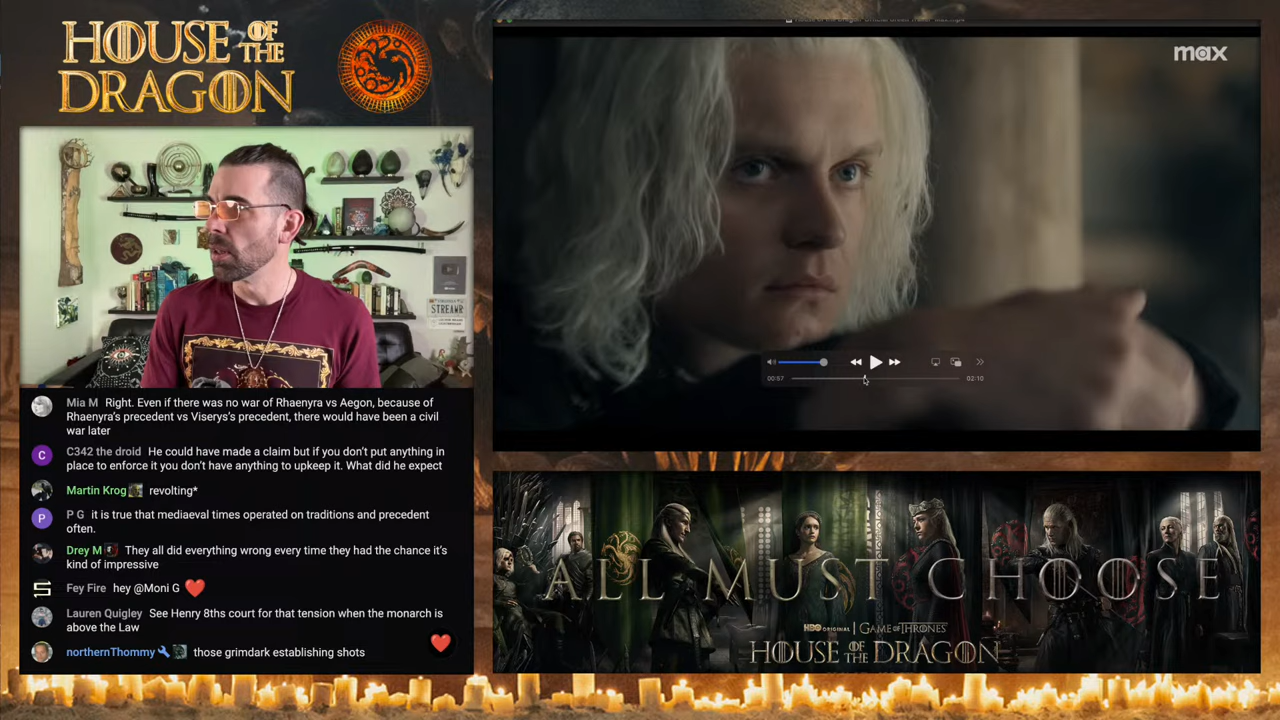 HOUSE OF THE
DRAGON
max
STREAWR
Mia M Right. Even if there was no war of Rhaenyra vs Aegon, because of
Rhaenyra's precedent vs Viserys's precedent, there would have been a civil
war later
C C342 the droid He could have made a claim but if you don't put anything in
place to enforce it you don't have anything to upkeep it. What did he expect
Martin Krog revolting*
P P G it is true that mediaeval times operated on traditions and precedent
often.
Drey M They all did everything wrong every time they had the chance it's
kind of impressive
Fey Fire hey @Moni G ❤️
Lauren Quigley See Henry 8ths court for that tension when the monarch is
above the Law
northernThommy those grimdark establishing shots
00:57 02:10
ALL MUST CHOOSE
HBO ORIGINAL | GAME OF THRONES
HOUSE OF THE DRAGON